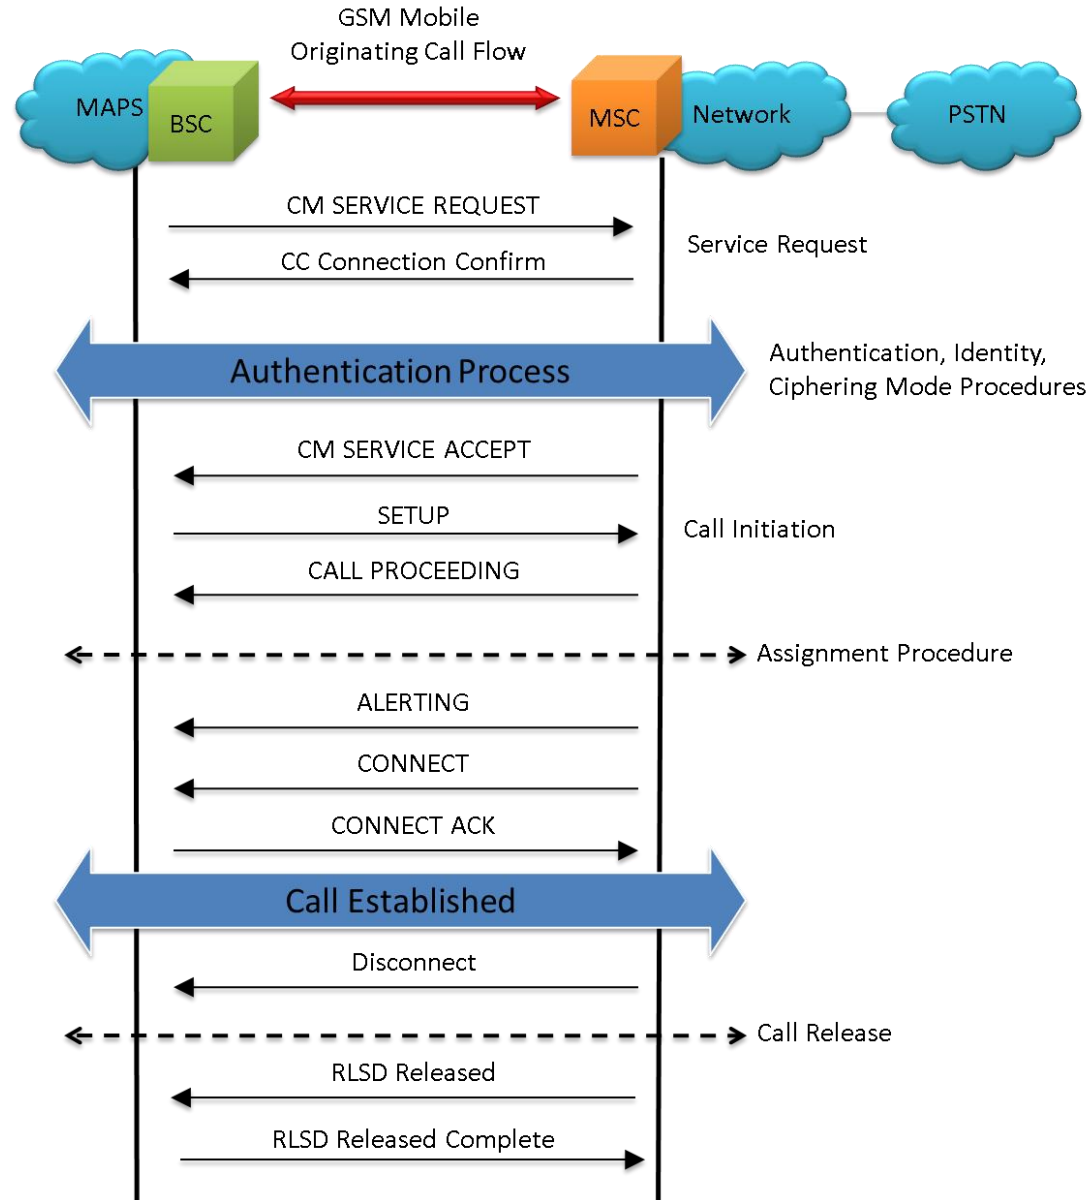 GSM Mobile
Originating Call Flow
MAPS
BSC
MSC
Network
PSTN
CM SERVICE REQUEST
Service Request
CC Connection Confirm
Authentication Process
Authentication, Identity,
Ciphering Mode Procedures
CM SERVICE ACCEPT
SETUP
Call Initiation
CALL PROCEEDING
Assignment Procedure
ALERTING
CONNECT
CONNECT ACK
Call Established
Disconnect
Call Release
RLSD Released
RLSD Released Complete